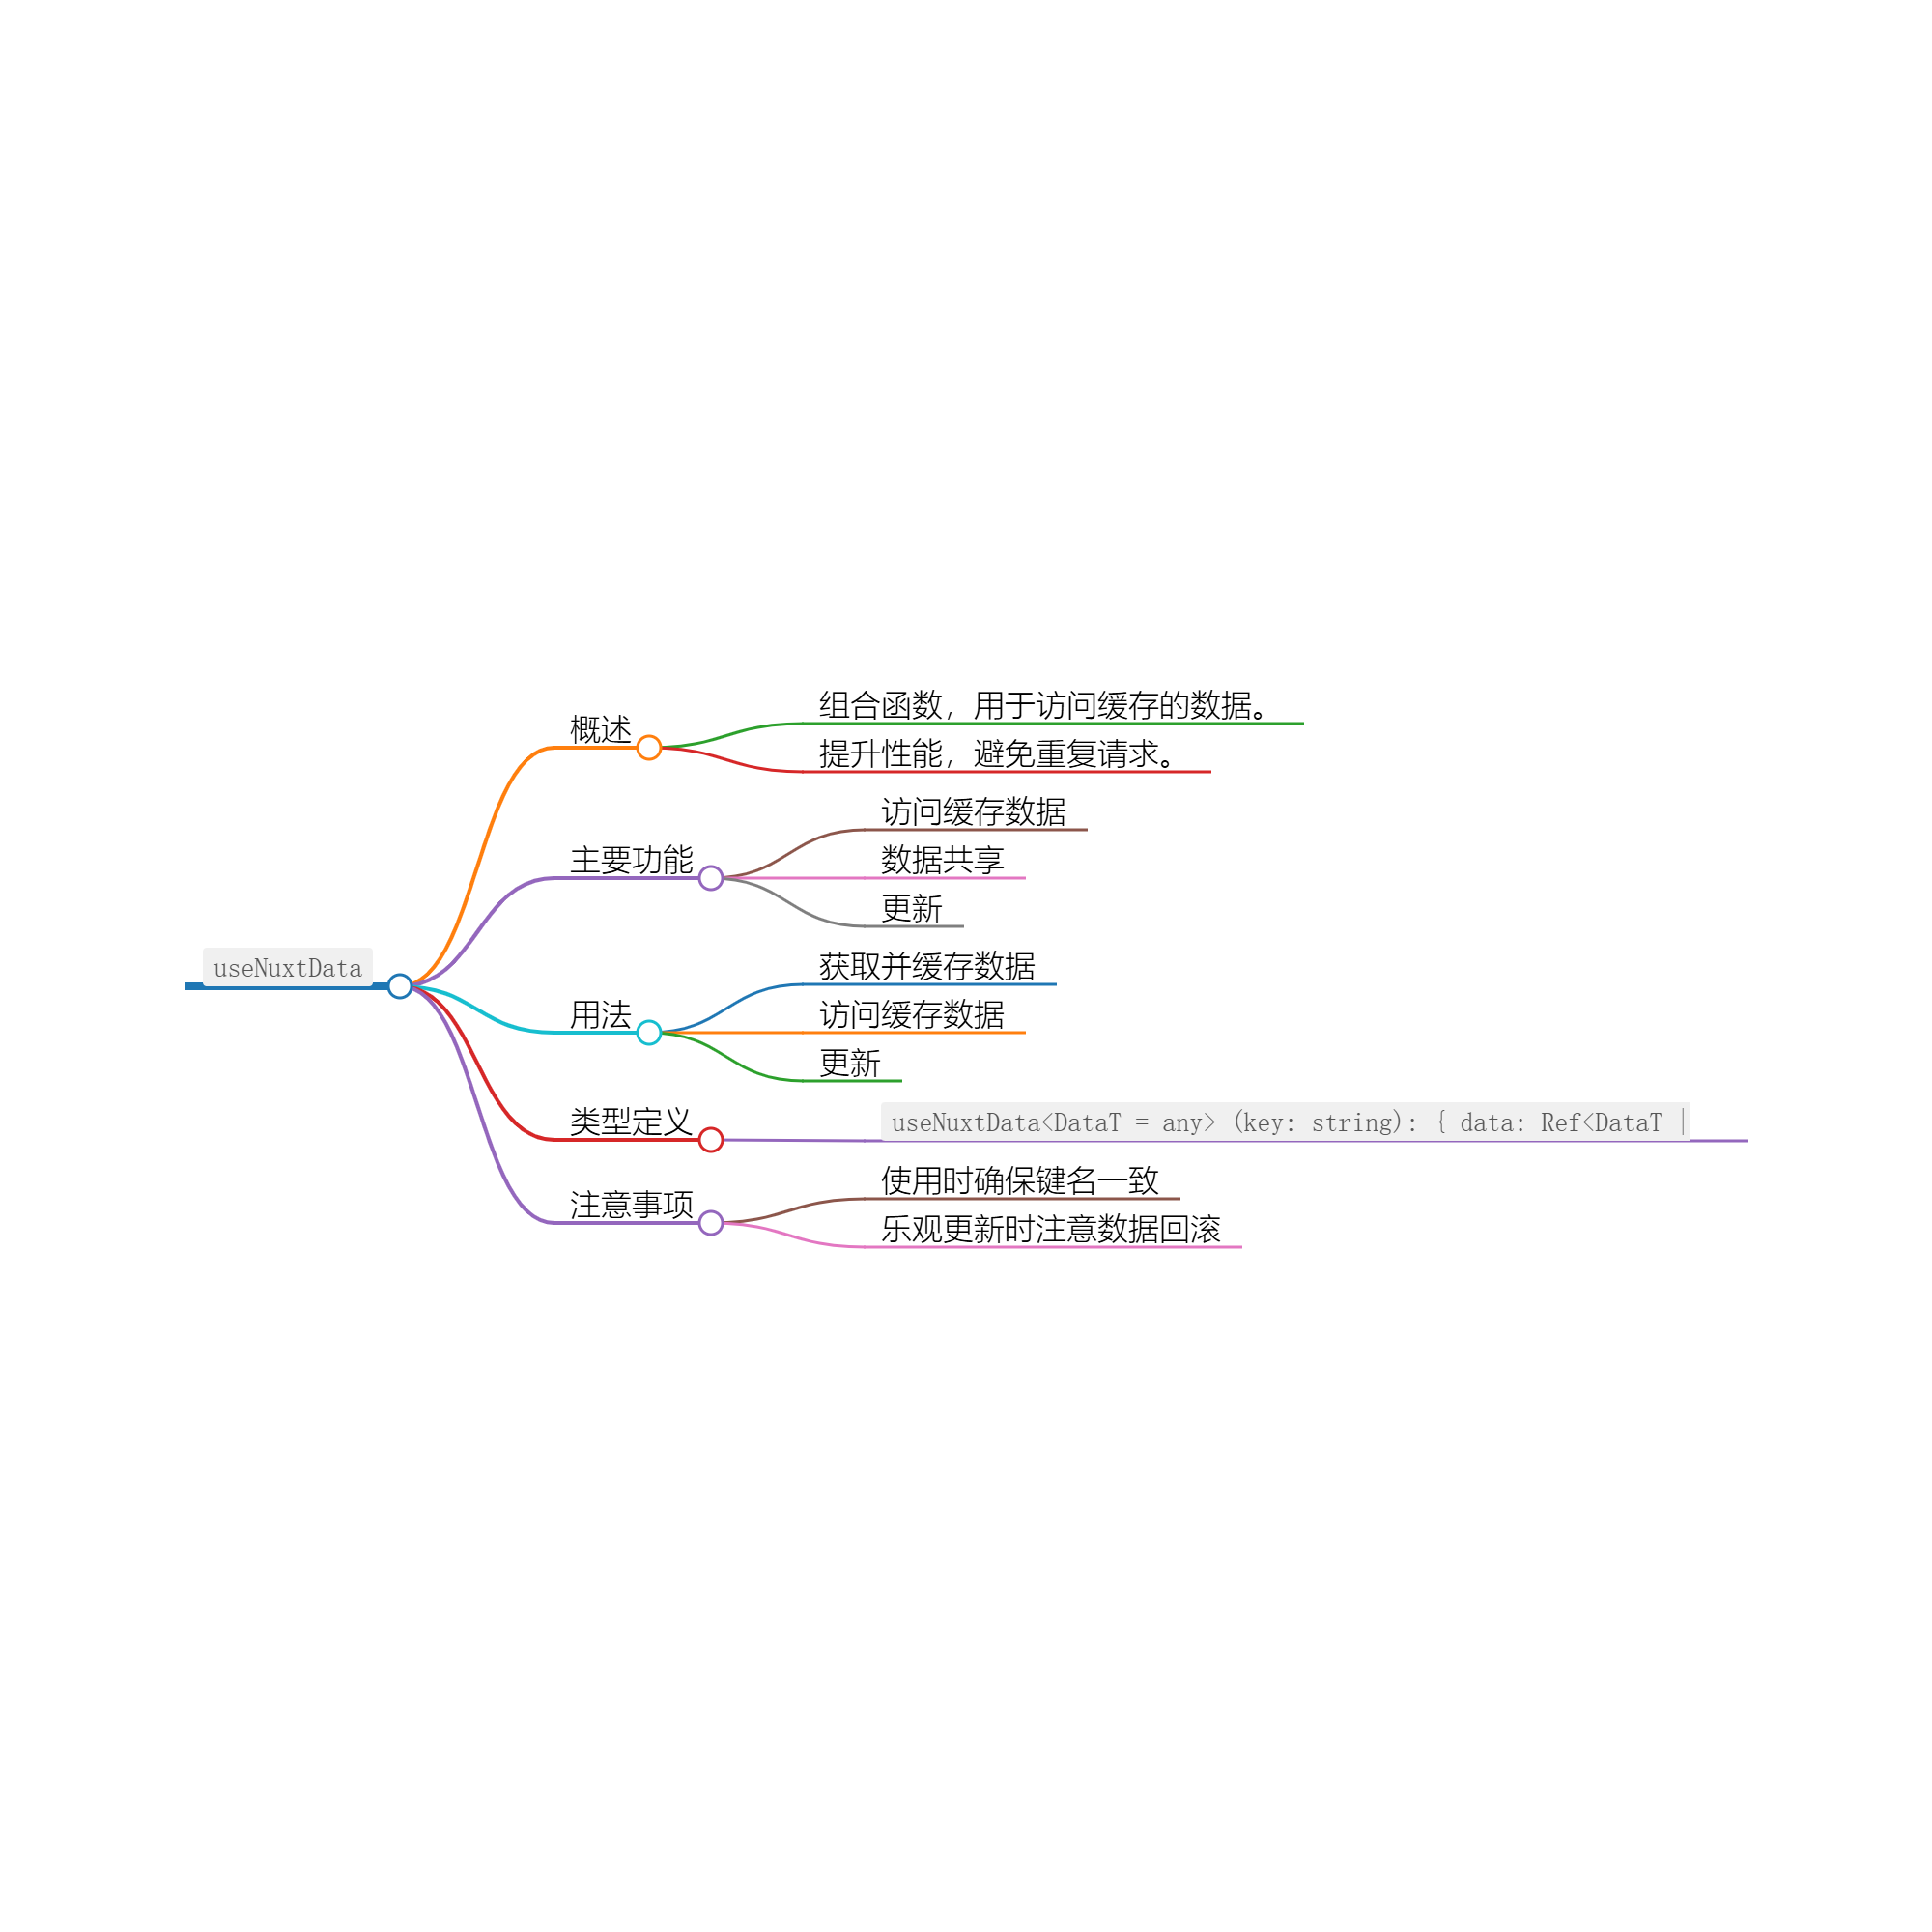 useNuxtData
概述
组合函数，用于访问缓存的数据。
提升性能，避免重复请求。
主要功能
访问缓存数据
数据共享
更新
用法
获取并缓存数据
访问缓存数据
更新
类型定义
useNuxtData<DataT = any> (key: string): { data: Ref<DataT |
注意事项
使用时确保键名一致
乐观更新时注意数据回滚